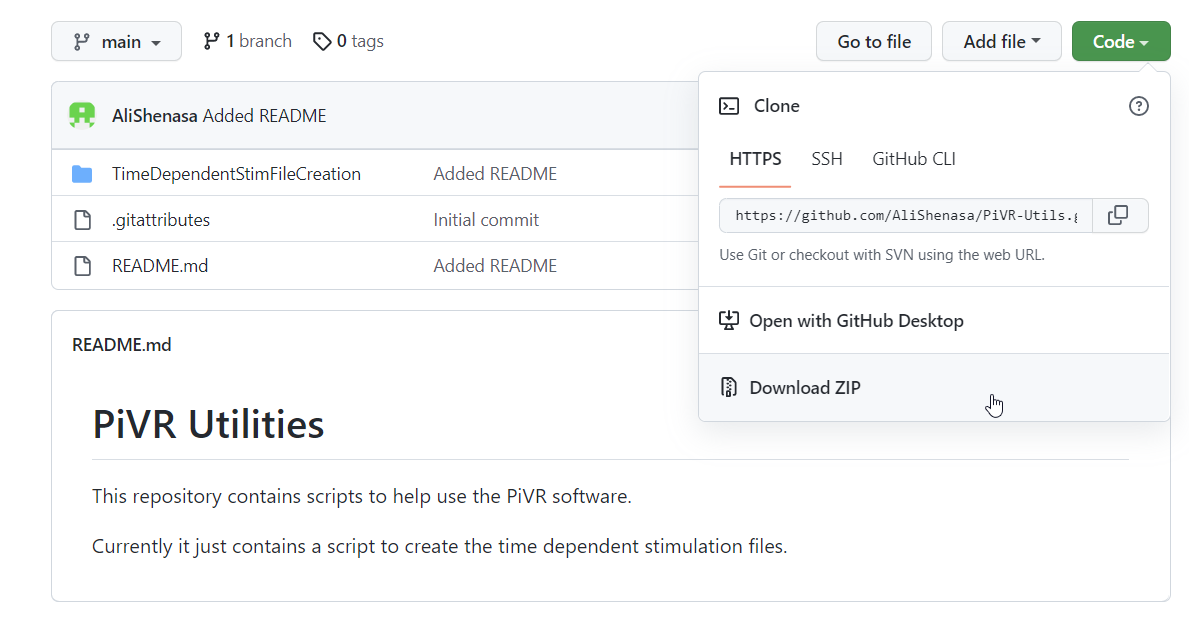 main
1 branch
0 tags
Go to file
Add file
Code
AliShenasa Added README
TimeDependentStimFileCreation Added README
.gitattributes Initial commit
README.md Added README
Clone
HTTPS SSH GitHub CLI
https://github.com/AliShenasa/PiVR-Utils.g
Use Git or checkout with SVN using the web URL.
Open with GitHub Desktop
Download ZIP
README.md
PiVR Utilities
This repository contains scripts to help use the PiVR software.
Currently it just contains a script to create the time dependent stimulation files.